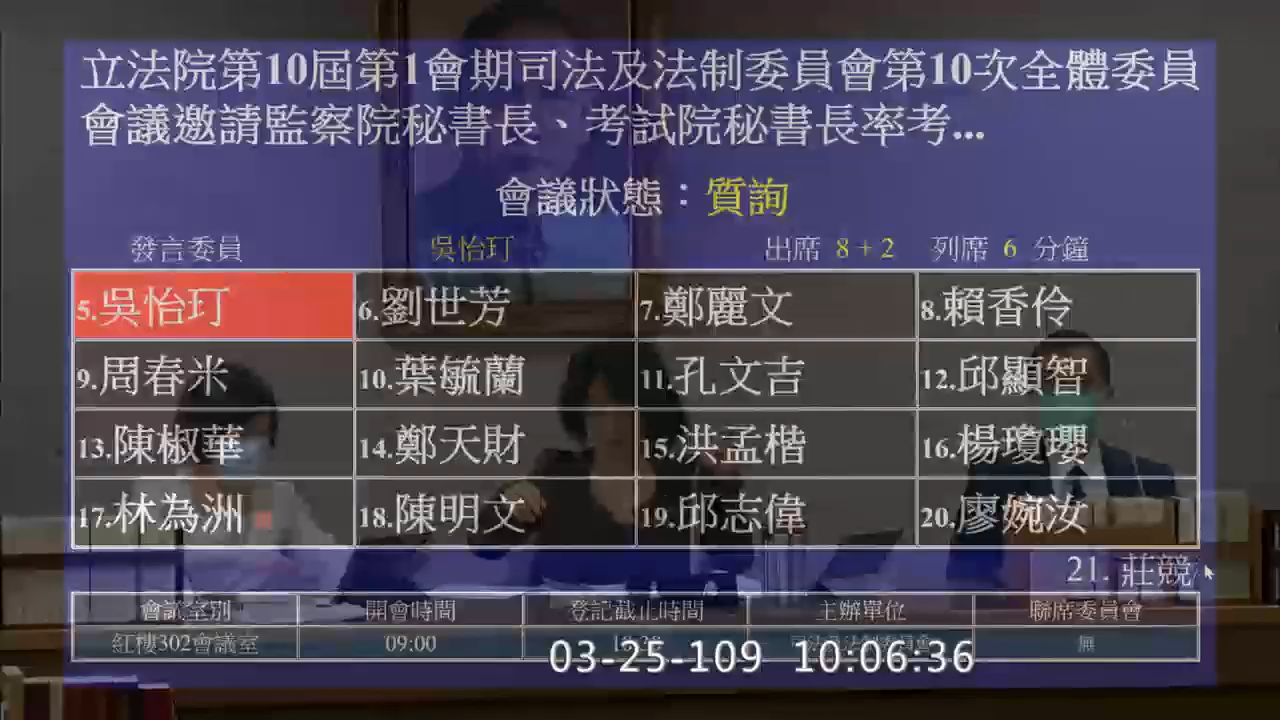 立法院第10屆第1會期司法及法制委員會第10次全體委員
會議邀請監察院秘書長、考試院秘書長率考...
會議狀態：質詢
發言委員 吳怡玎 出席 8 + 2 列席 6 分鐘
5.吳怡玎 6.劉世芳 7.鄭麗文 8.賴香伶
9.周春米 10.葉毓蘭 11.孔文吉 12.邱顯智
13.陳椒華 14.鄭天財 15.洪孟楷 16.楊瓊瓔
17.林為洲 18.陳明文 19.邱志偉 20.廖婉汝
21. 莊競
會議室別 開會時間 登記截止時間 主辦單位 聯席委員會
紅樓302會議室 09:00 無
03-25-109 10:06:36